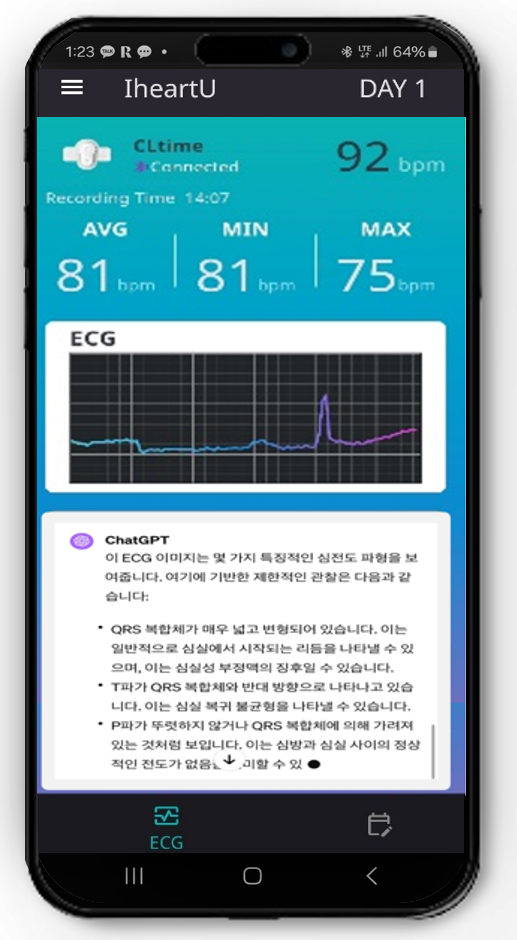 1:23 R 64%
IheartU DAY 1
CLtime
Connected
92 bpm
Recording Time 14:07
AVG MIN MAX
81 bpm 81 bpm 75 bpm
ECG
ChatGPT
이 ECG 이미지는 몇 가지 특징적인 심전도 파형을 보
여줍니다. 여기에 기반한 제한적인 관찰은 다음과 같
습니다:
• QRS 복합체가 매우 넓고 변형되어 있습니다. 이는
일반적으로 심실에서 시작되는 리듬을 나타낼 수 있
으며, 이는 심실성 부정맥의 징후일 수 있습니다.
• T파가 QRS 복합체와 반대 방향으로 나타나고 있습
니다. 이는 심실 복귀 불균형을 나타낼 수 있습니다.
• P파가 뚜렷하지 않거나 QRS 복합체에 의해 가려져
있는 것처럼 보입니다. 이는 심방과 심실 사이의 정상
적인 전도가 없음 미할 수 있
ECG